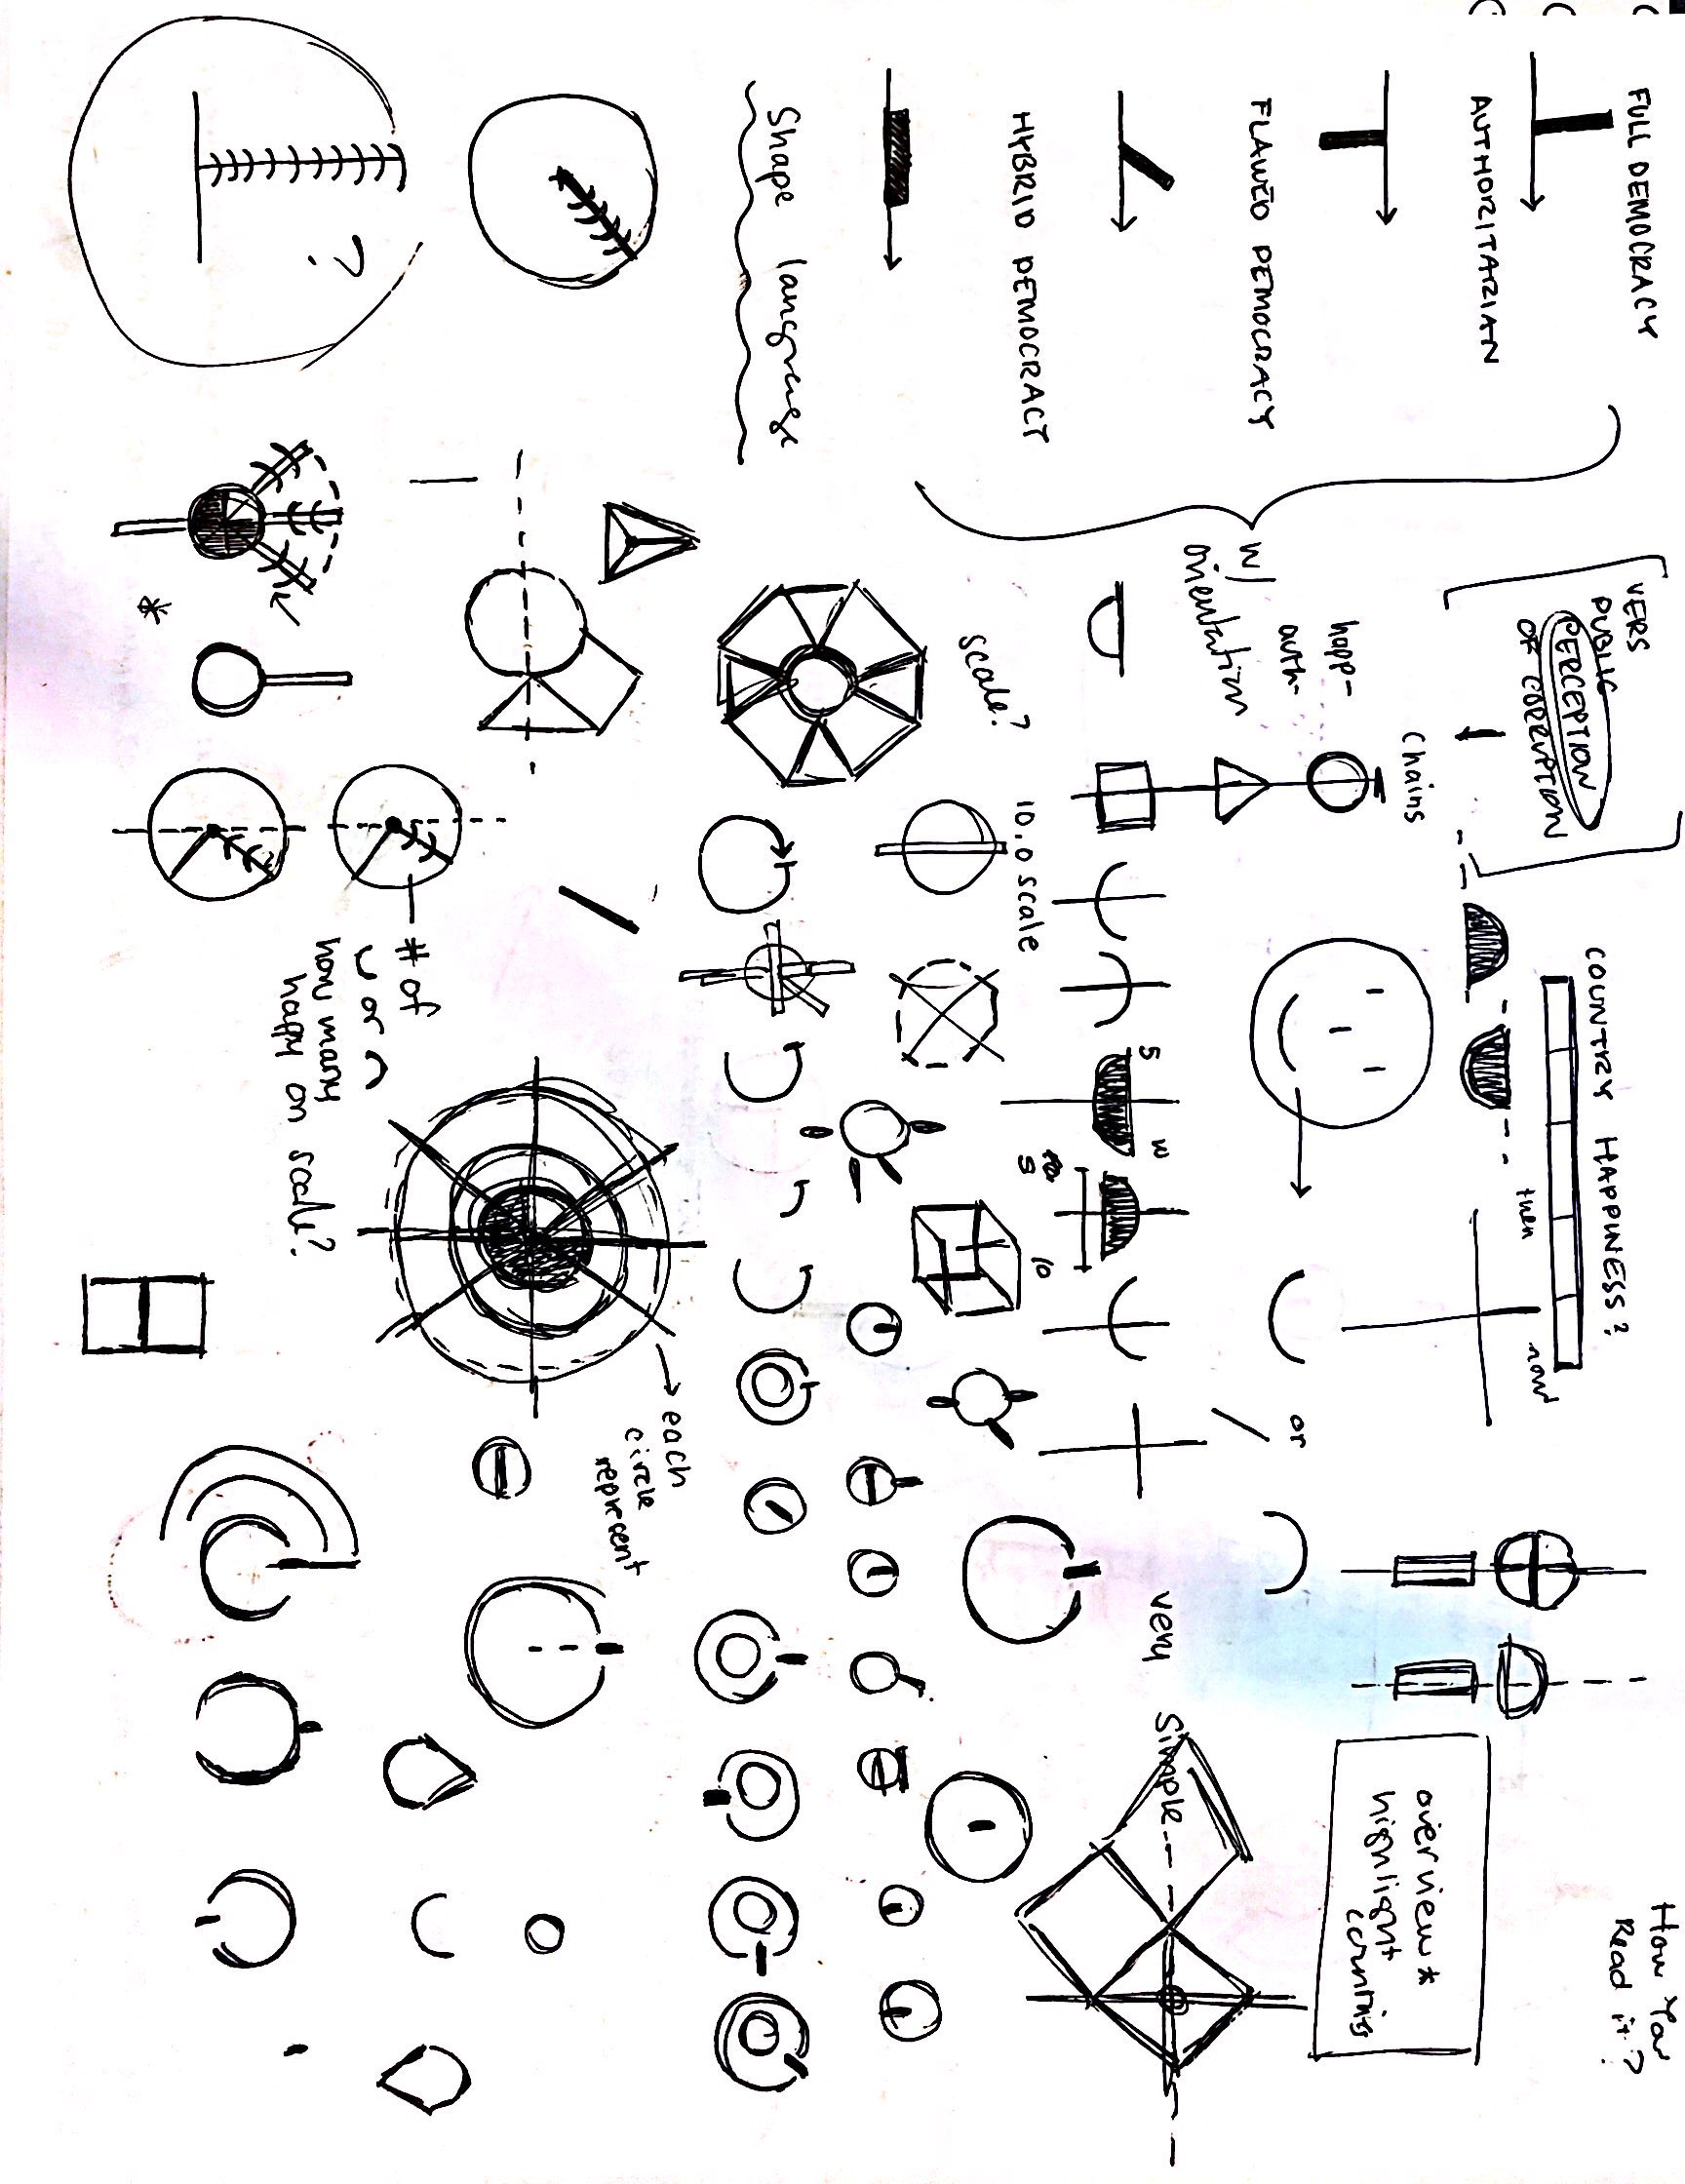 FULL DEMOCRACY
AUTHORITARIAN
FLAWED DEMOCRACY
HYBRID DEMOCRACT
Shape language
?
w/
orientation
VERS
PUBLIC
PERCEPTION
OF CORRUPTION
happ-
auth-
Chains
scale?
10.0 scale
COUNTRY HAPPINESS?
then
now
5
10
or
# of
or
how many
happy on scale?
each
circle
represent
very
Simple
overview *
highlight
countries
How You
Read it?